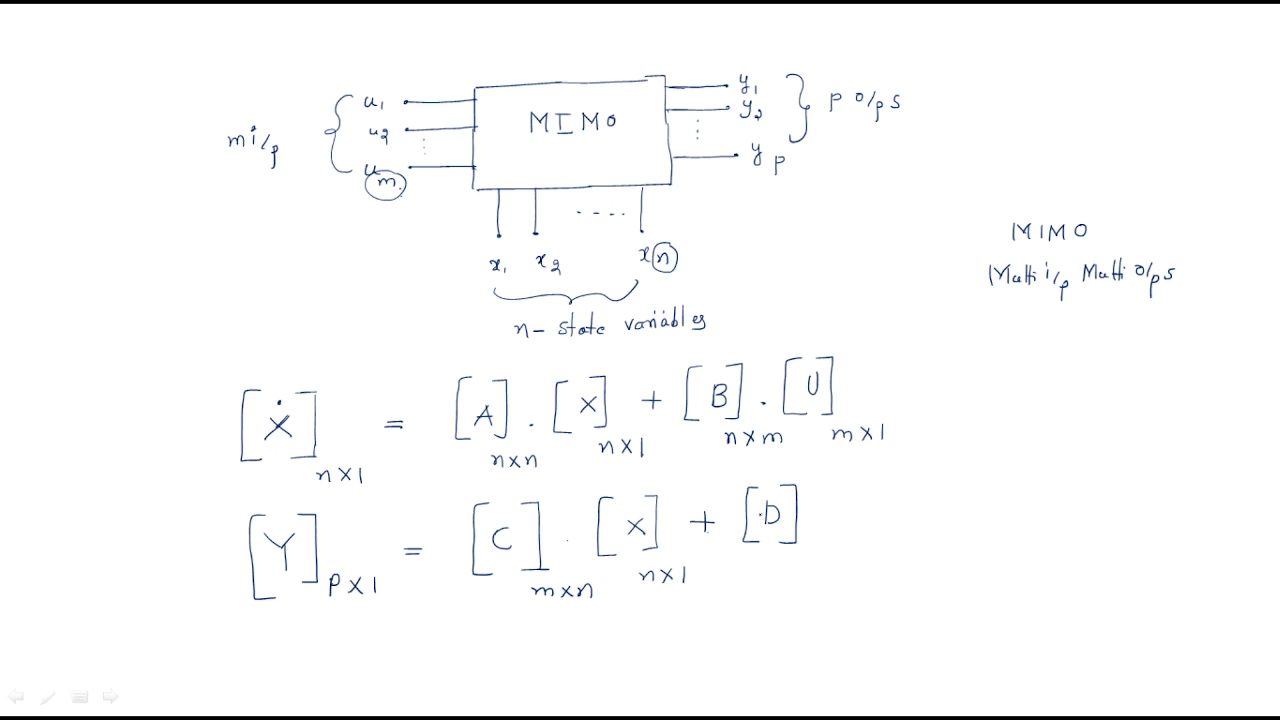 m i/p { u1 u2 ⋮ um
MIMO
y1 y2 ⋮ yp } p o/ps
x1 x2 .... xn
n- state variables
MIMO
Multi i/p Multi o/ps
[Ẋ]n×1 = [A]n×n . [X]n×1 + [B]n×m . [U]m×1
[Y]p×1 = [C]m×n . [X]n×1 + [D]